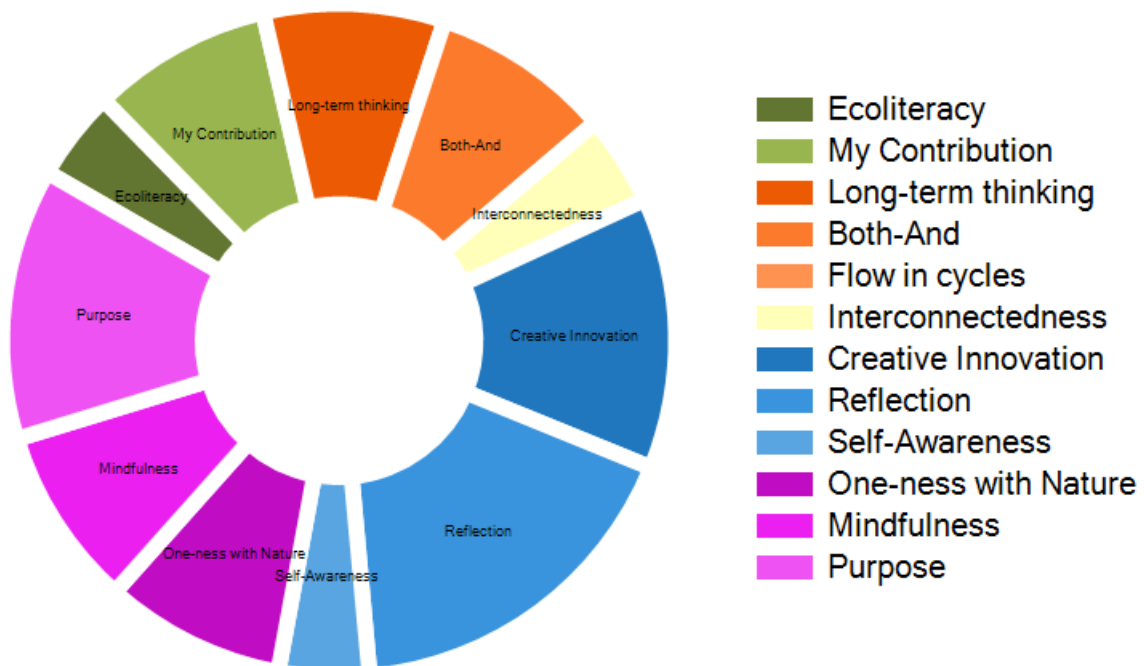 Long-term thinking
My Contribution
Both-And
Ecoliteracy
Interconnectedness
Purpose
Creative Innovation
Mindfulness
Reflection
One-ness with Nature
Self-Awareness
Ecoliteracy
My Contribution
Long-term thinking
Both-And
Flow in cycles
Interconnectedness
Creative Innovation
Reflection
Self-Awareness
One-ness with Nature
Mindfulness
Purpose